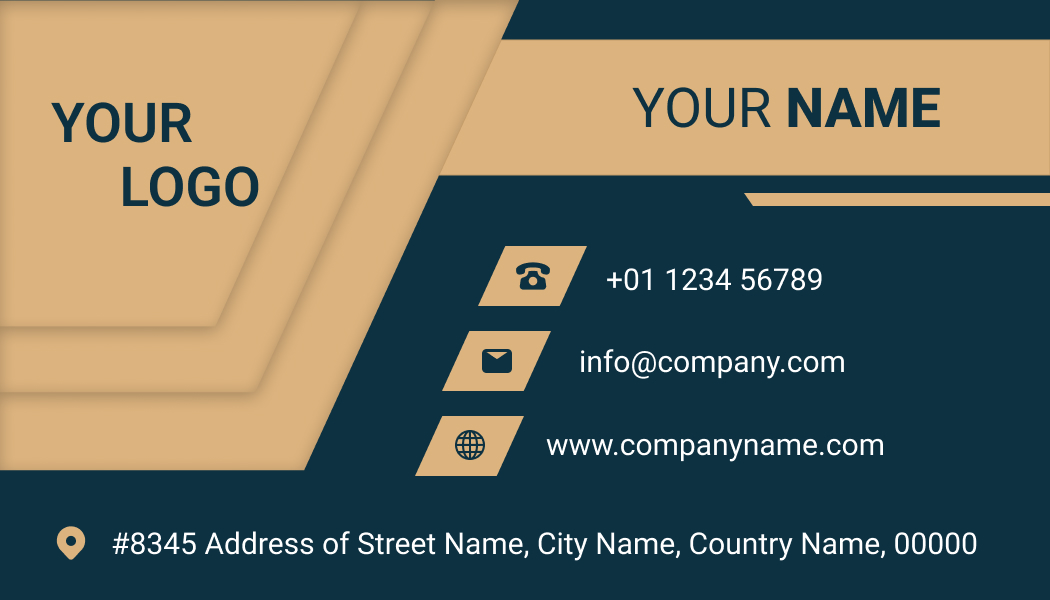 YOUR
LOGO
YOUR NAME
+01 1234 56789
info@company.com
www.companyname.com
#8345 Address of Street Name, City Name, Country Name, 00000